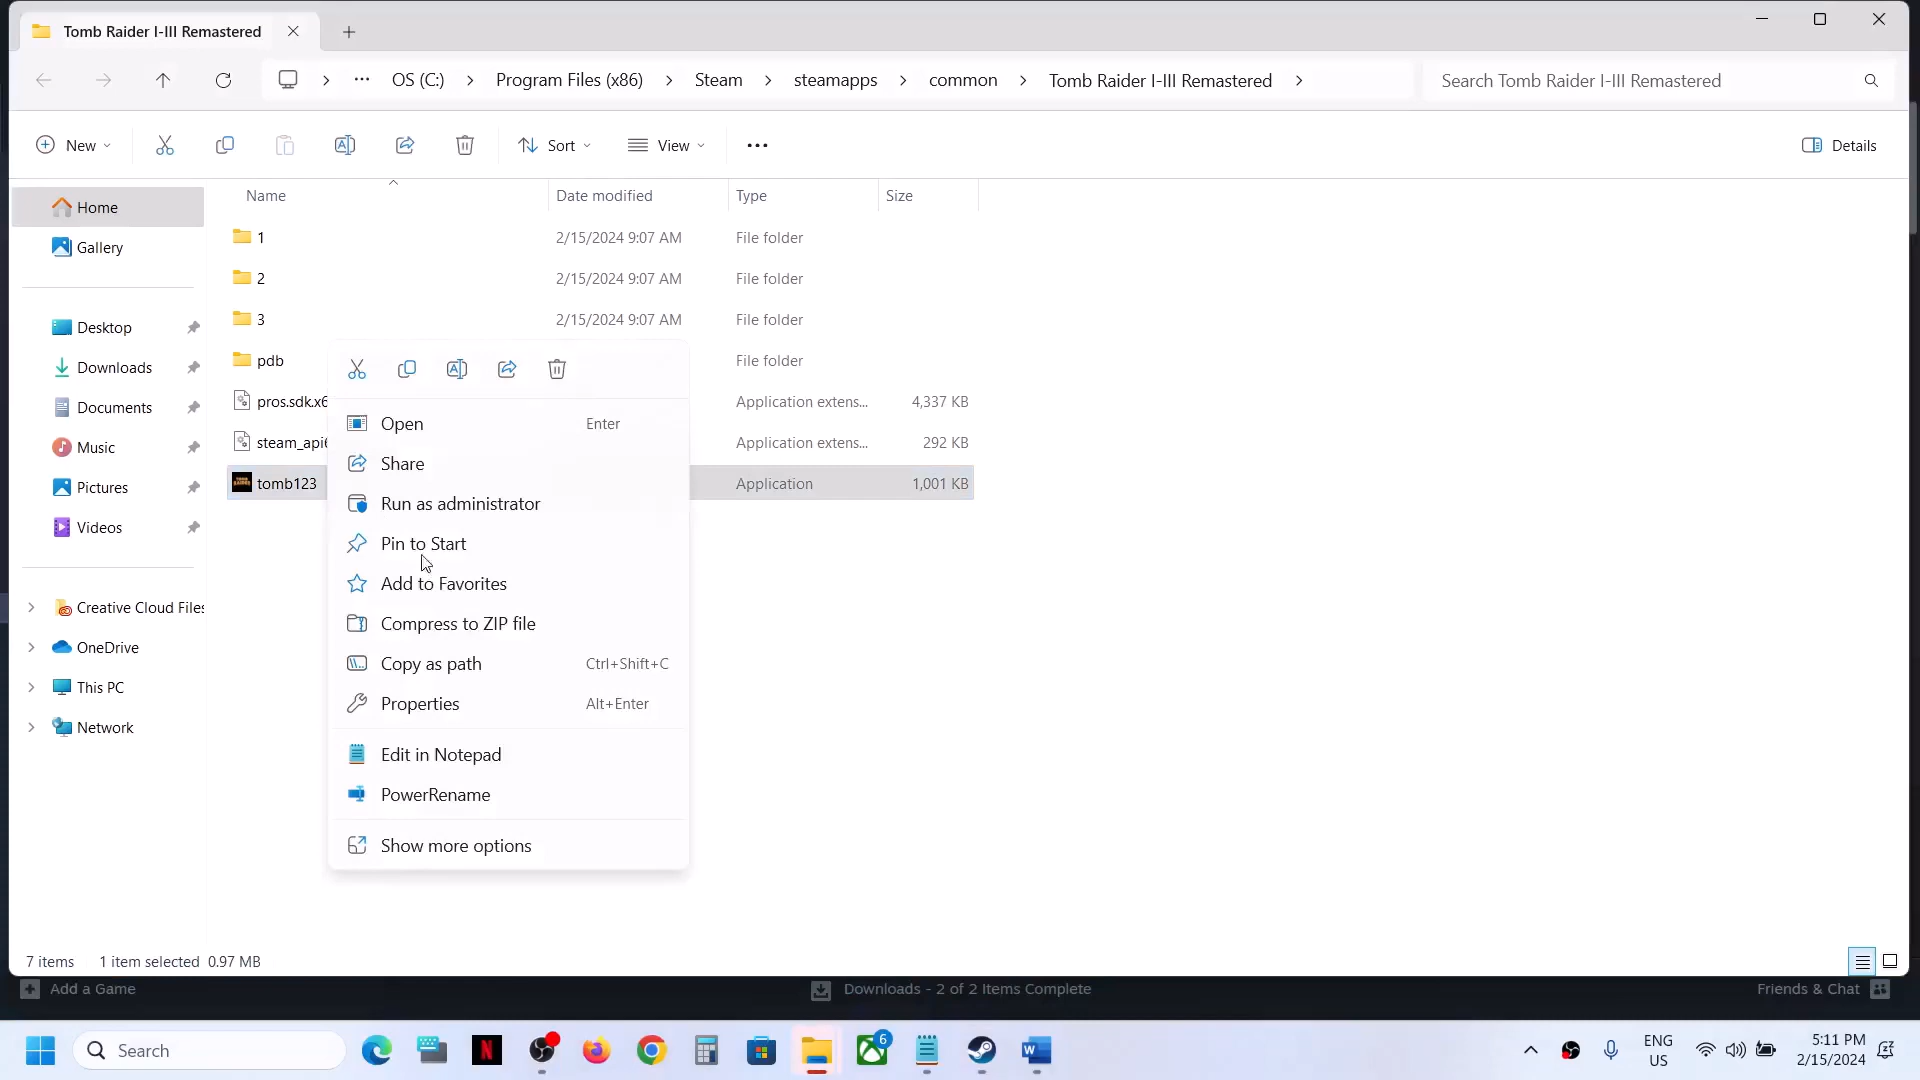 Tomb Raider I-III Remastered
OS (C:) Program Files (x86) Steam steamapps common Tomb Raider I-III Remastered
Search Tomb Raider I-III Remastered
New Sort View Details
Name Date modified Type Size
Home
Gallery
Desktop
Downloads
Documents
Music
Pictures
Videos
Creative Cloud Files
OneDrive
This PC
Network
1 2/15/2024 9:07 AM File folder
2 2/15/2024 9:07 AM File folder
3 2/15/2024 9:07 AM File folder
pdb File folder
pros.sdk.x6 Application extens... 4,337 KB
steam_api6 Application extens... 292 KB
tomb123 Application 1,001 KB
Open Enter
Share
Run as administrator
Pin to Start
Add to Favorites
Compress to ZIP file
Copy as path Ctrl+Shift+C
Properties Alt+Enter
Edit in Notepad
PowerRename
Show more options
7 items 1 item selected 0.97 MB
Add a Game Downloads - 2 of 2 Items Complete Friends & Chat
Search
6
ENG
US
5:11 PM
2/15/2024